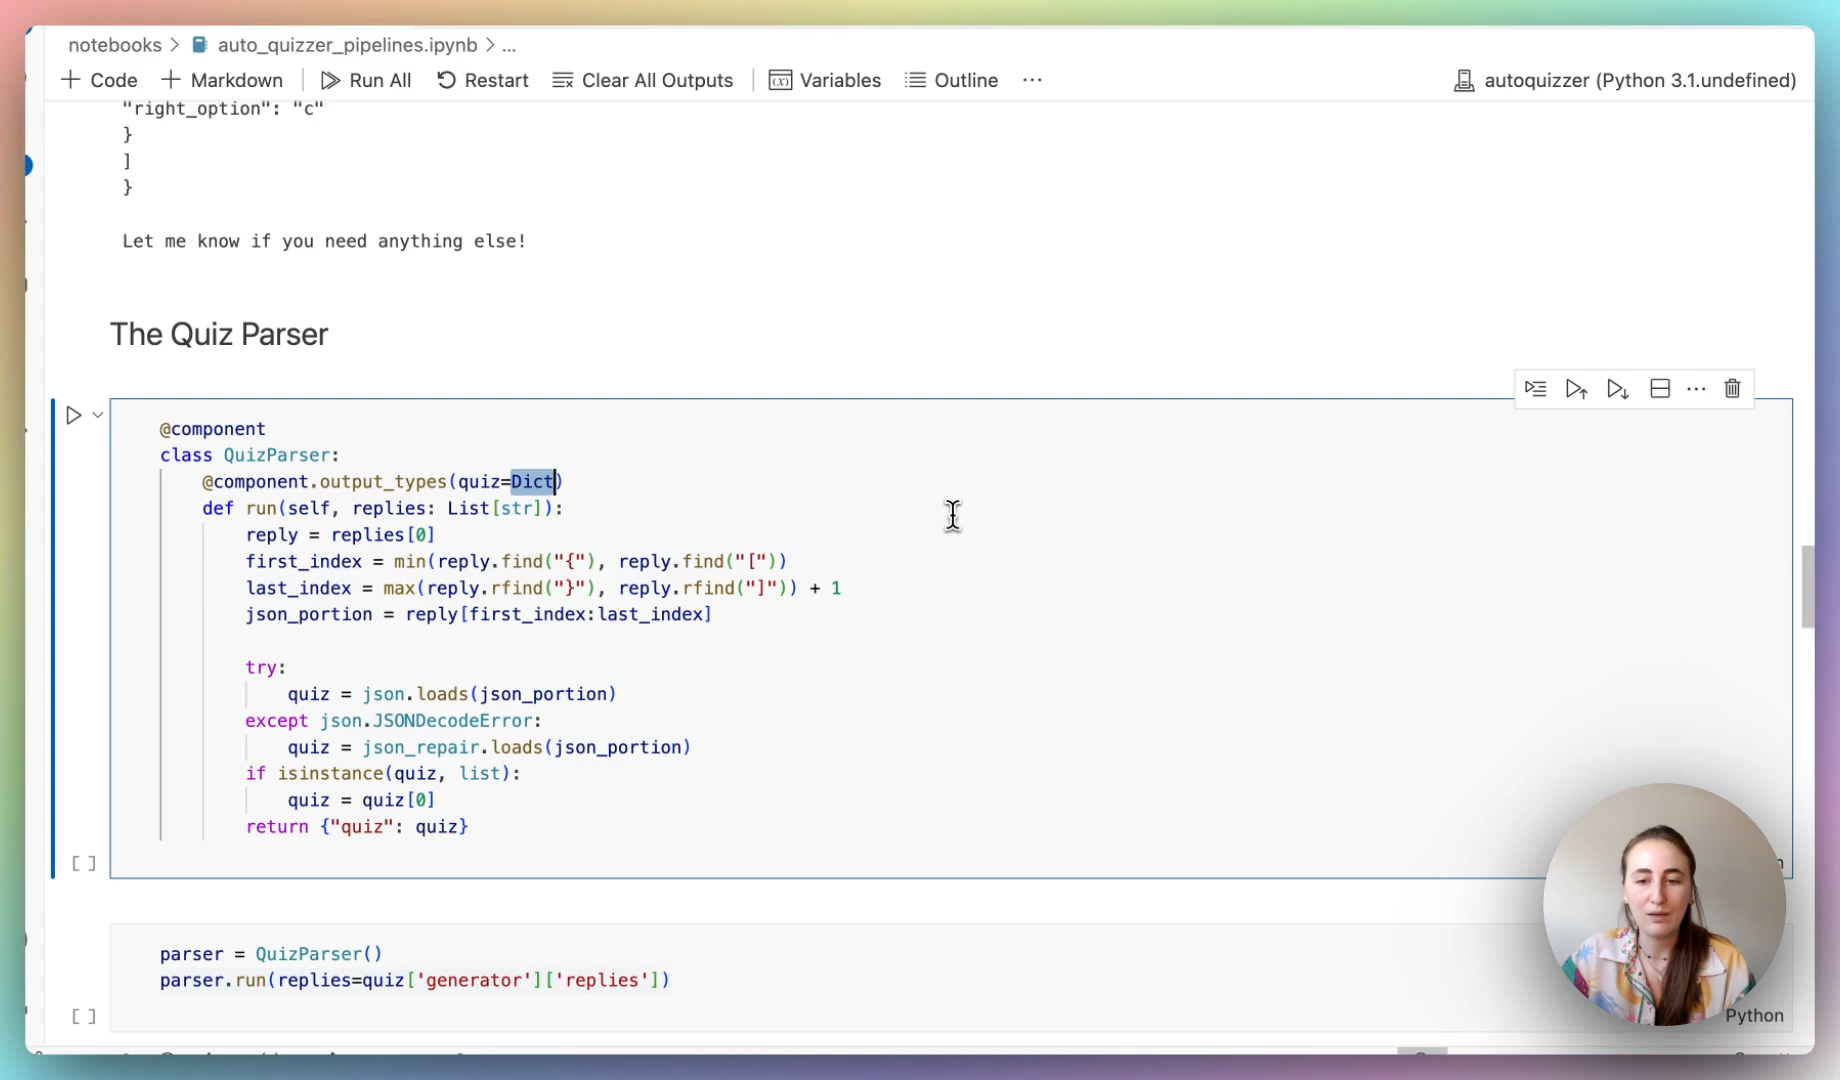 notebooks > auto_quizzer_pipelines.ipynb > ...
+ Code + Markdown Run All Restart Clear All Outputs Variables Outline ... autoquizzer (Python 3.1.undefined)
"right_option": "c"
}
]
}
Let me know if you need anything else!
The Quiz Parser
@component
class QuizParser:
@component.output_types(quiz=Dict)
def run(self, replies: List[str]):
reply = replies[0]
first_index = min(reply.find("{"), reply.find("["))
last_index = max(reply.rfind("}"), reply.rfind("]")) + 1
json_portion = reply[first_index:last_index]
try:
quiz = json.loads(json_portion)
except json.JSONDecodeError:
quiz = json_repair.loads(json_portion)
if isinstance(quiz, list):
quiz = quiz[0]
return {"quiz": quiz}
[ ]
parser = QuizParser()
parser.run(replies=quiz['generator']['replies'])
[ ]
Python